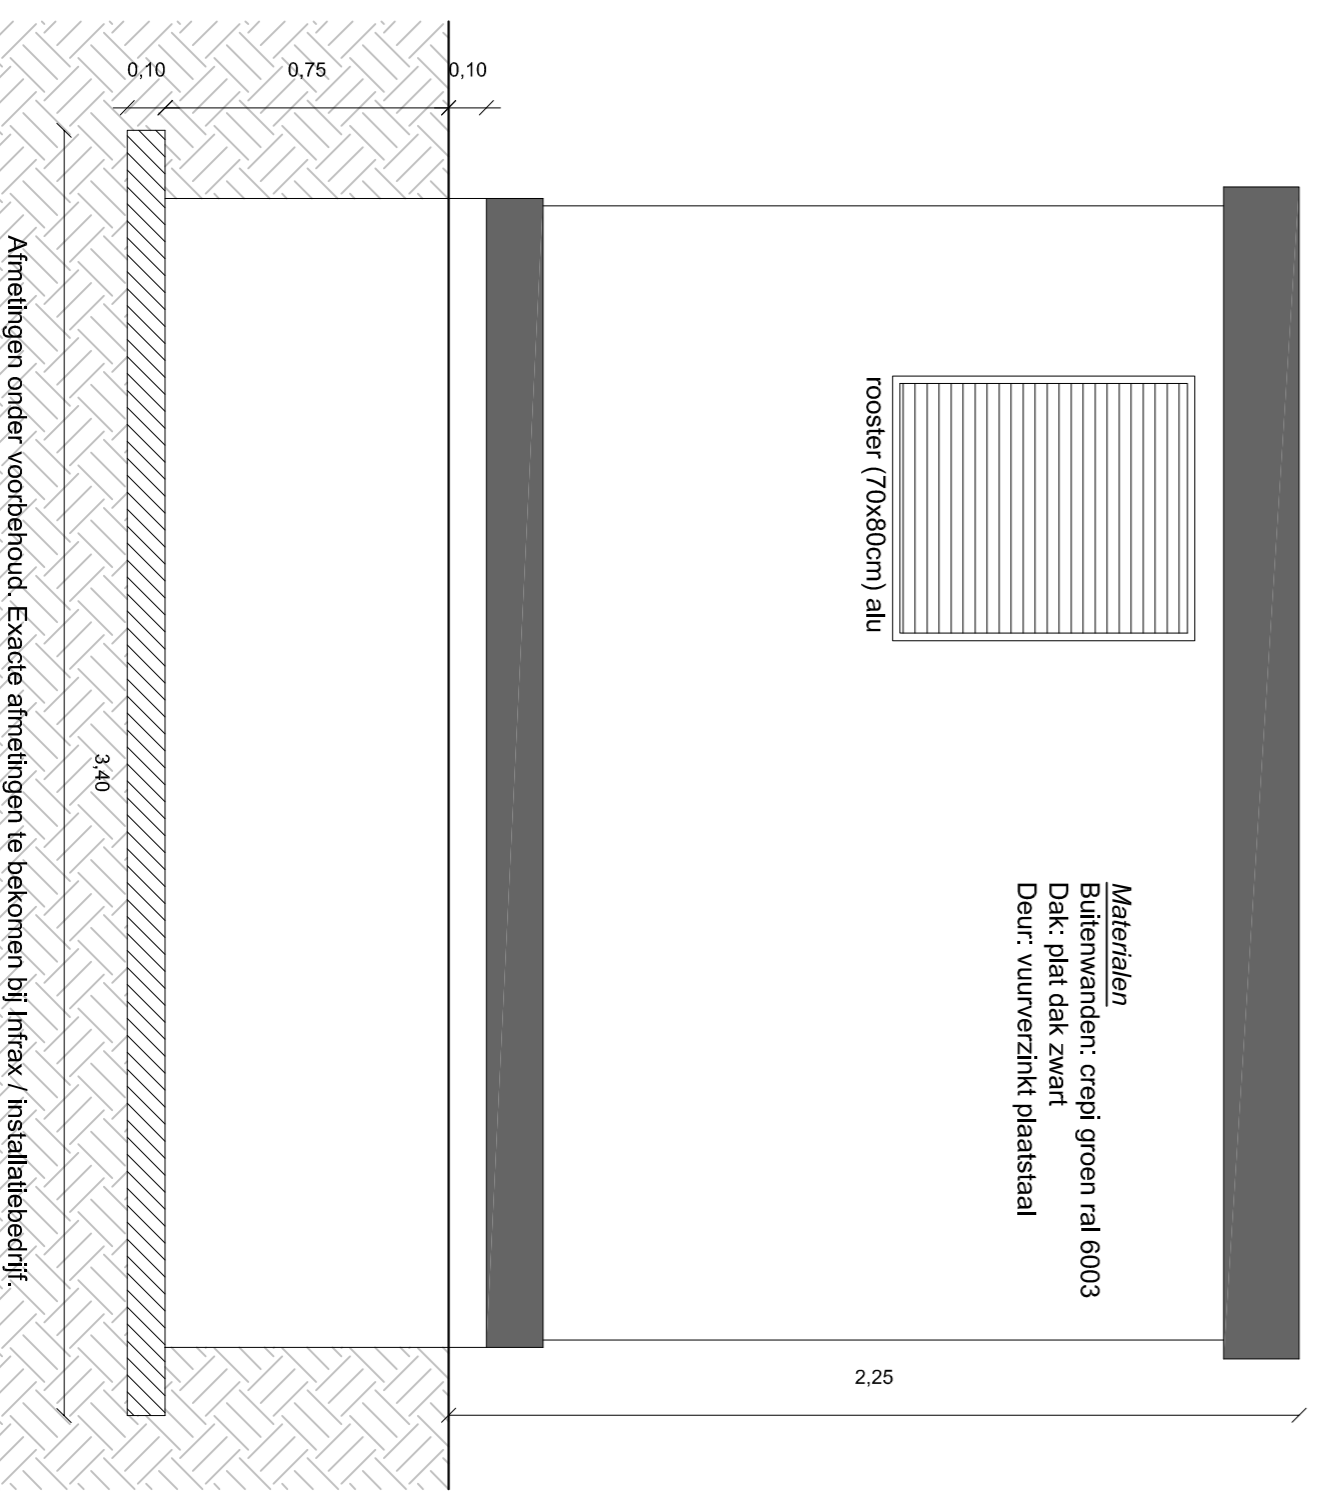 Materialen
Buitenwanden: crepi groen ral 6003
Dak: plat dak zwart
Deur: vuurverzinkt plaatstaal
rooster (70x80cm) alu
2,25
0,10
0,75
0,10
3,40
Afmetingen onder voorbehoud. Exacte afmetingen te bekomen bij Infrax / installatiebedrijf.